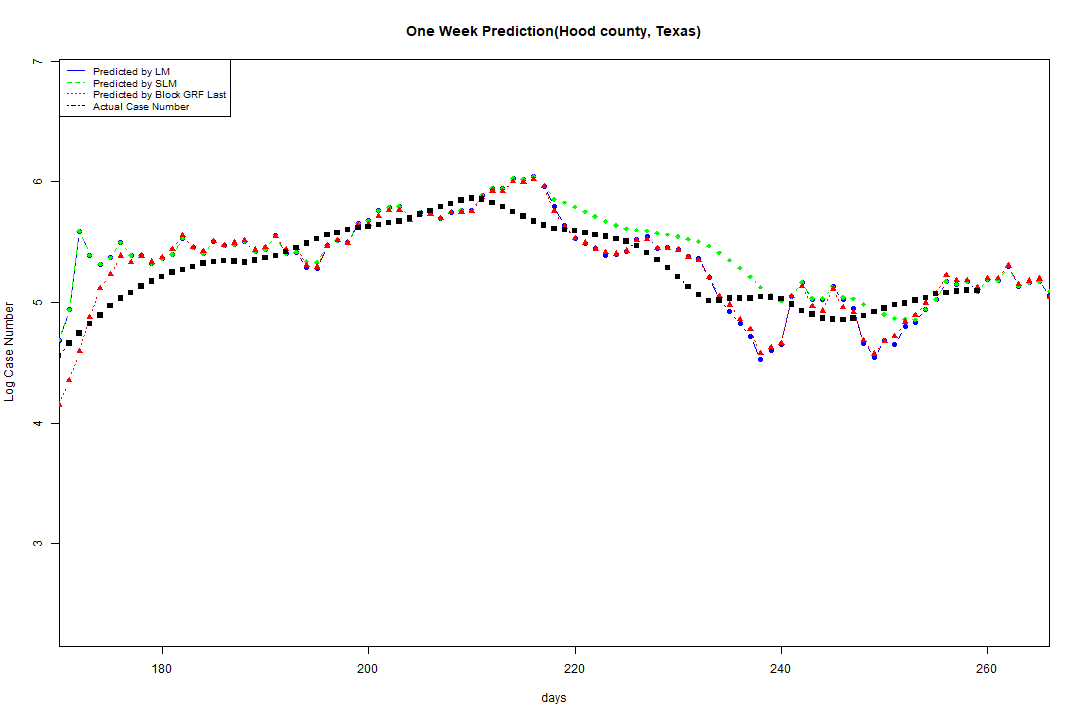 One Week Prediction(Hood county, Texas)
Predicted by LM
Predicted by SLM
Predicted by Block GRF Last
Actual Case Number
7
6
5
4
3
Log Case Number
180 200 220 240 260
days